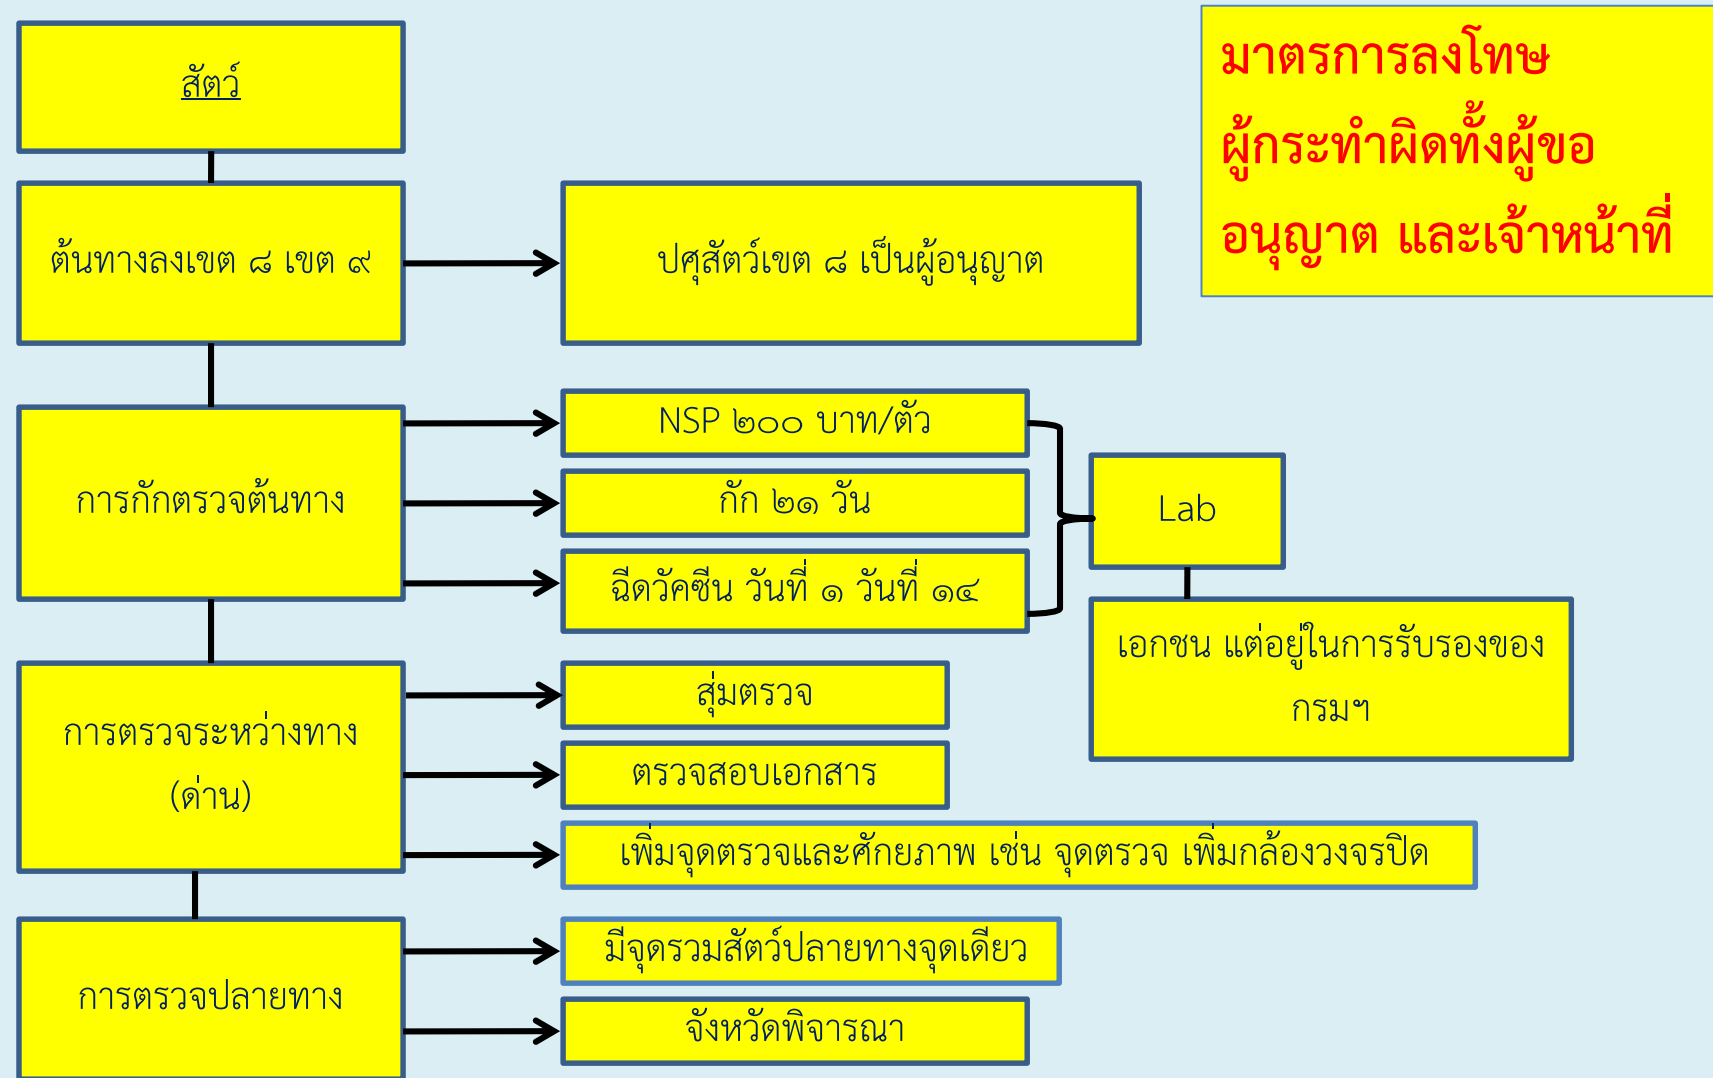 สัตว์
มาตรการลงโทษ
ผู้กระทำผิดทั้งผู้ขอ
อนุญาต และเจ้าหน้าที่
ต้นทางลงเขต ๘ เขต ๙
ปศุสัตว์เขต ๘ เป็นผู้อนุญาต
การกักตรวจต้นทาง
NSP ๒๐๐ บาท/ตัว
กัก ๒๑ วัน
ฉีดวัคซีน วันที่ ๑ วันที่ ๑๔
Lab
เอกชน แต่อยู่ในการรับรองของ
กรมฯ
การตรวจระหว่างทาง
(ด่าน)
สุ่มตรวจ
ตรวจสอบเอกสาร
เพิ่มจุดตรวจและศักยภาพ เช่น จุดตรวจ เพิ่มกล้องวงจรปิด
การตรวจปลายทาง
มีจุดรวมสัตว์ปลายทางจุดเดียว
จังหวัดพิจารณา